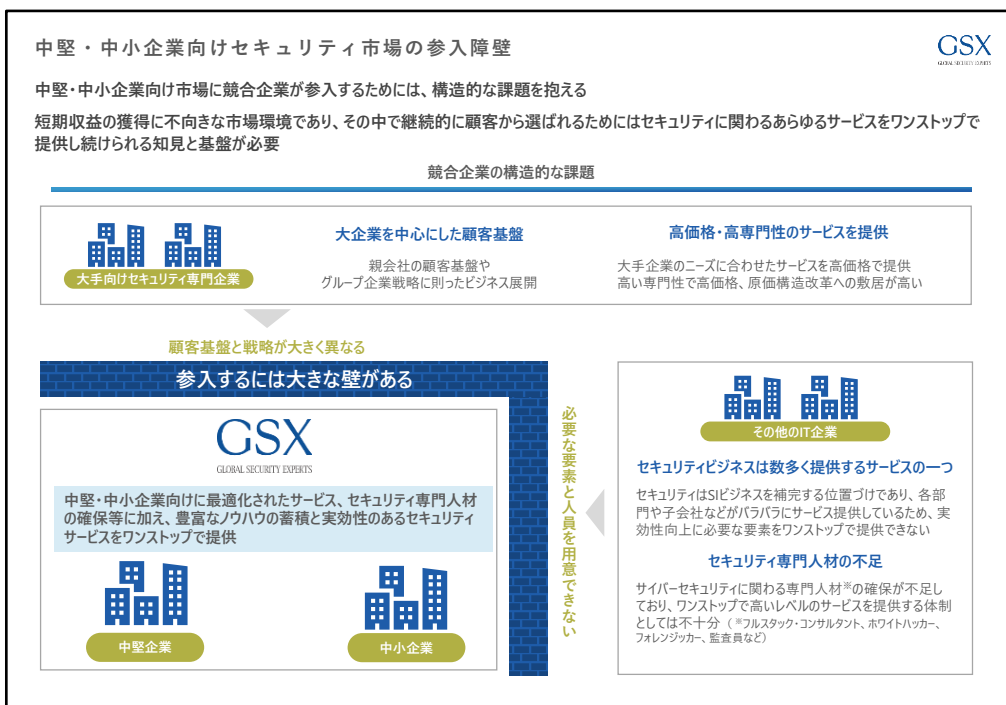 中堅・中小企業向けセキュリティ市場の参入障壁
GSX
GLOBAL SECURITY EXPERTS
中堅・中小企業向け市場に競合企業が参入するためには、構造的な課題を抱える
短期収益の獲得に不向きな市場環境であり、その中で継続的に顧客から選ばれるためにはセキュリティに関わるあらゆるサービスをワンストップで
提供し続けられる知見と基盤が必要
競合企業の構造的な課題
大手向けセキュリティ専門企業
大企業を中心にした顧客基盤
親会社の顧客基盤や
グループ企業戦略に則ったビジネス展開
高価格・高専門性のサービスを提供
大手企業のニーズに合わせたサービスを高価格で提供
高い専門性で高価格、原価構造改革への敷居が高い
顧客基盤と戦略が大きく異なる
参入するには大きな壁がある
GSX
GLOBAL SECURITY EXPERTS
中堅・中小企業向けに最適化されたサービス、セキュリティ専門人材
の確保等に加え、豊富なノウハウの蓄積と実効性のあるセキュリティ
サービスをワンストップで提供
中堅企業
中小企業
必要な要素と人員を用意できない
その他のIT企業
セキュリティビジネスは数多く提供するサービスの一つ
セキュリティはSIビジネスを補完する位置づけであり、各部
門や子会社などがバラバラにサービス提供しているため、実
効性向上に必要な要素をワンストップで提供できない
セキュリティ専門人材の不足
サイバーセキュリティに関わる専門人材※の確保が不足し
ており、ワンストップで高いレベルのサービスを提供する体制
としては不十分（※フルスタック・コンサルタント、ホワイトハッカー、
フォレンジッカー、監査員など）